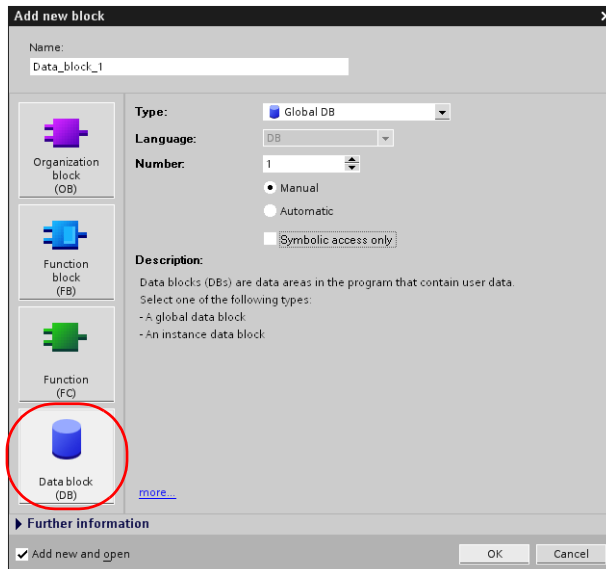 Add new block
Name:
Data_block_1
Organization
block
(OB)
Function
block
(FB)
Function
(FC)
Data block
(DB)
Type:
Global DB
Language:
DB
Number:
1
Manual
Automatic
Symbolic access only
Description:
Data blocks (DBs) are data areas in the program that contain user data.
Select one of the following types:
- A global data block
- An instance data block
more...
Further information
Add new and open
OK
Cancel